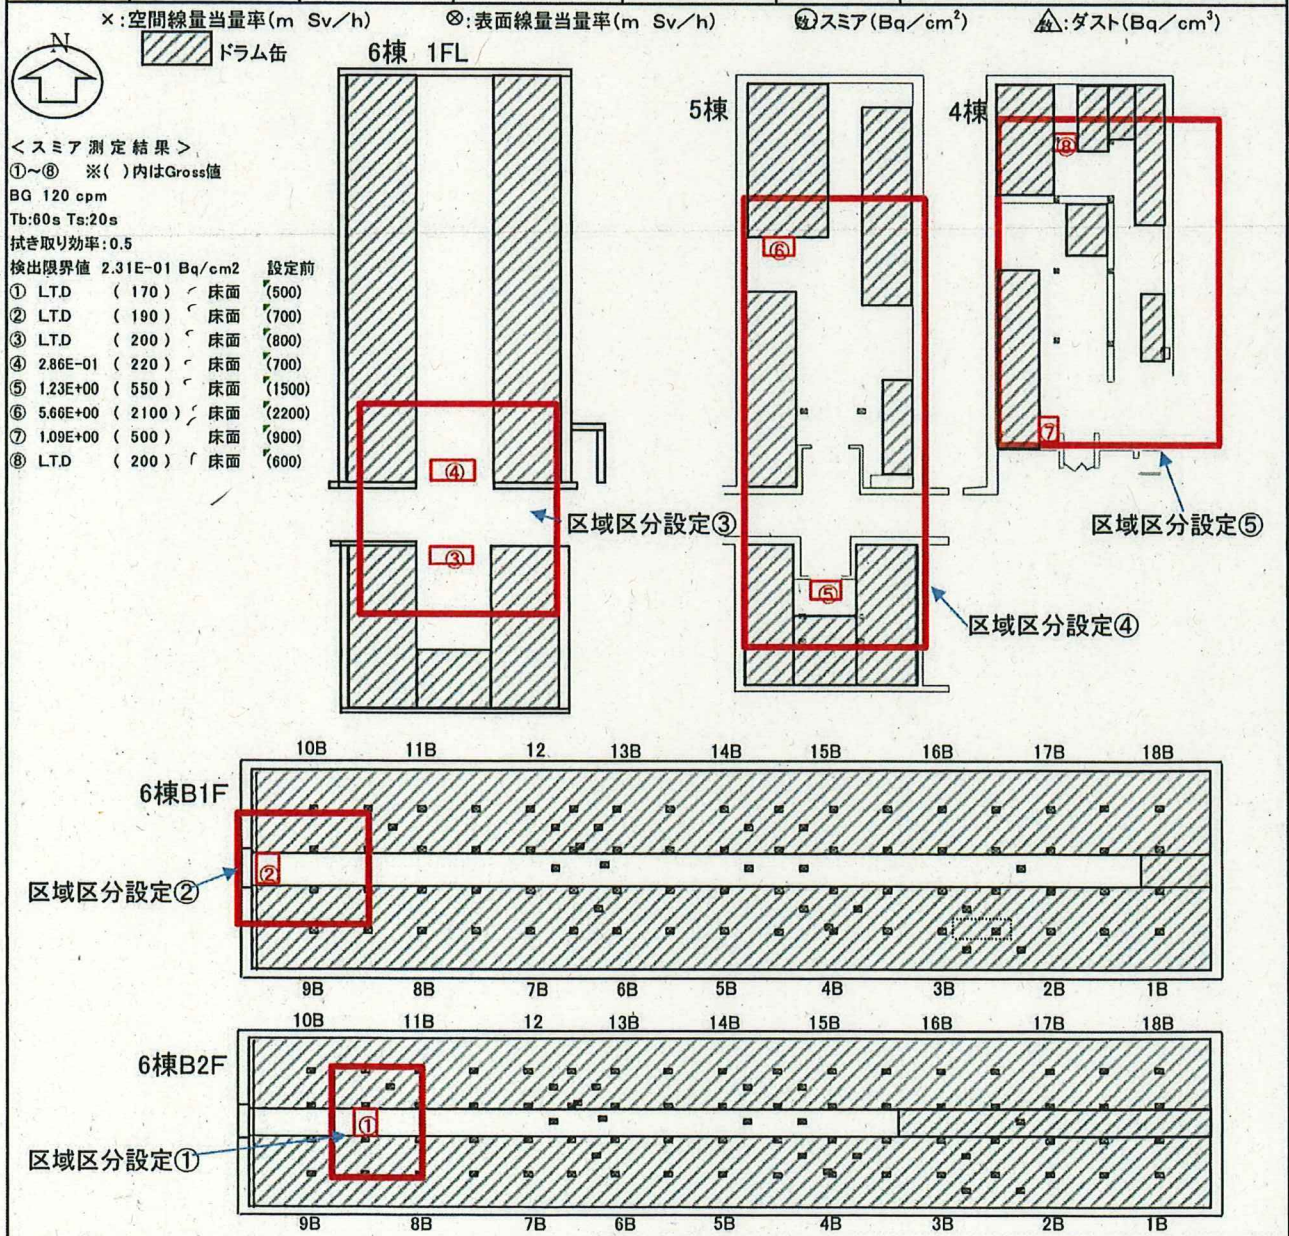 ×:空間線量当量率(m Sv/h) ⊗:表面線量当量率(m Sv/h) スミア(Bq/cm²) :ダスト(Bq/cm³)
N
ドラム缶
6棟 1FL
5棟
4棟
<スミア測定結果>
①~⑧ ※( )内はGross値
BG 120 cpm
Tb:60s Ts:20s
拭き取り効率:0.5
検出限界値 2.31E-01 Bq/cm2 設定前
① L.T.D ( 170 ) 床面 (500)
② L.T.D ( 190 ) 床面 (700)
③ L.T.D ( 200 ) 床面 (800)
④ 2.86E-01 ( 220 ) 床面 (700)
⑤ 1.23E+00 ( 550 ) 床面 (1500)
⑥ 5.66E+00 ( 2100 ) 床面 (2200)
⑦ 1.09E+00 ( 500 ) 床面 (900)
⑧ L.T.D ( 200 ) 床面 (600)
④
③
区域区分設定③
⑥
⑤
区域区分設定④
⑧
⑦
区域区分設定⑤
10B 11B 12 13B 14B 15B 16B 17B 18B
6棟B1F
②
区域区分設定②
9B 8B 7B 6B 5B 4B 3B 2B 1B
10B 11B 12 13B 14B 15B 16B 17B 18B
6棟B2F
①
区域区分設定①
9B 8B 7B 6B 5B 4B 3B 2B 1B